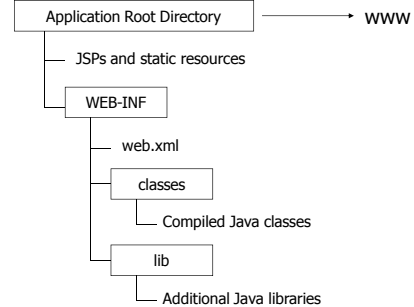 Application Root Directory
www
JSPs and static resources
WEB-INF
web.xml
classes
Compiled Java classes
lib
Additional Java libraries